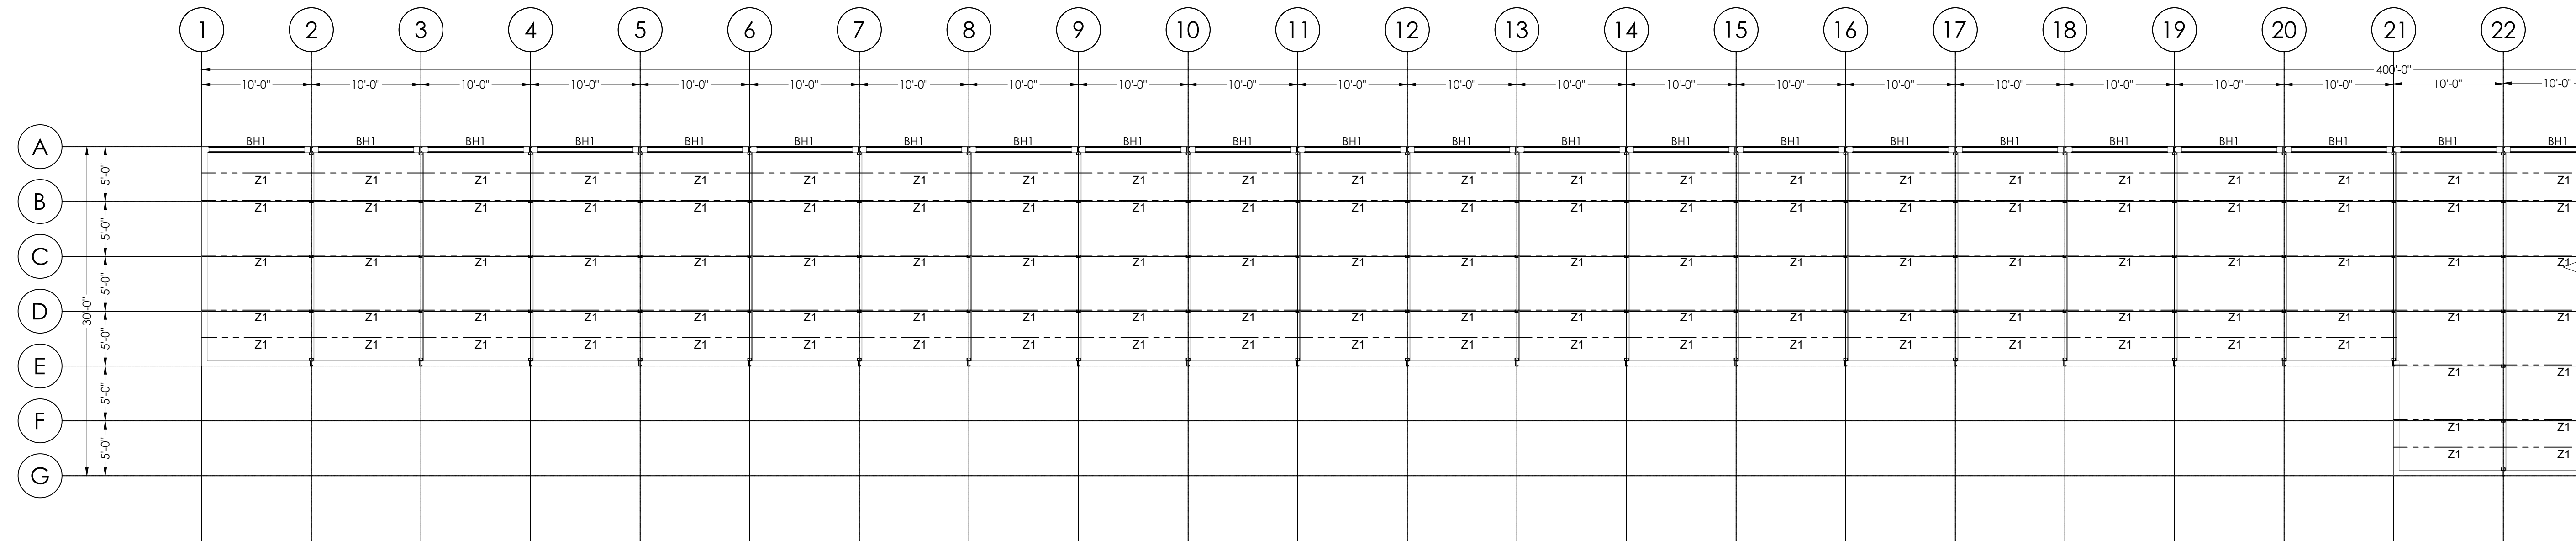 1 2 3 4 5 6 7 8 9 10 11 12 13 14 15 16 17 18 19 20 21 22
400'-0"
10'-0" 10'-0" 10'-0" 10'-0" 10'-0" 10'-0" 10'-0" 10'-0" 10'-0" 10'-0" 10'-0" 10'-0" 10'-0" 10'-0" 10'-0" 10'-0" 10'-0" 10'-0" 10'-0" 10'-0" 10'-0" 10'-0"
A BH1 BH1 BH1 BH1 BH1 BH1 BH1 BH1 BH1 BH1 BH1 BH1 BH1 BH1 BH1 BH1 BH1 BH1 BH1 BH1 BH1 BH1
5'-0" Z1 Z1 Z1 Z1 Z1 Z1 Z1 Z1 Z1 Z1 Z1 Z1 Z1 Z1 Z1 Z1 Z1 Z1 Z1 Z1 Z1 Z1
B Z1 Z1 Z1 Z1 Z1 Z1 Z1 Z1 Z1 Z1 Z1 Z1 Z1 Z1 Z1 Z1 Z1 Z1 Z1 Z1 Z1 Z1
5'-0"
C Z1 Z1 Z1 Z1 Z1 Z1 Z1 Z1 Z1 Z1 Z1 Z1 Z1 Z1 Z1 Z1 Z1 Z1 Z1 Z1 Z1 Z1
5'-0"
D 30'-0" Z1 Z1 Z1 Z1 Z1 Z1 Z1 Z1 Z1 Z1 Z1 Z1 Z1 Z1 Z1 Z1 Z1 Z1 Z1 Z1 Z1 Z1
5'-0" Z1 Z1 Z1 Z1 Z1 Z1 Z1 Z1 Z1 Z1 Z1 Z1 Z1 Z1 Z1 Z1 Z1 Z1 Z1 Z1
E Z1 Z1
5'-0"
F Z1 Z1
5'-0" Z1 Z1
G